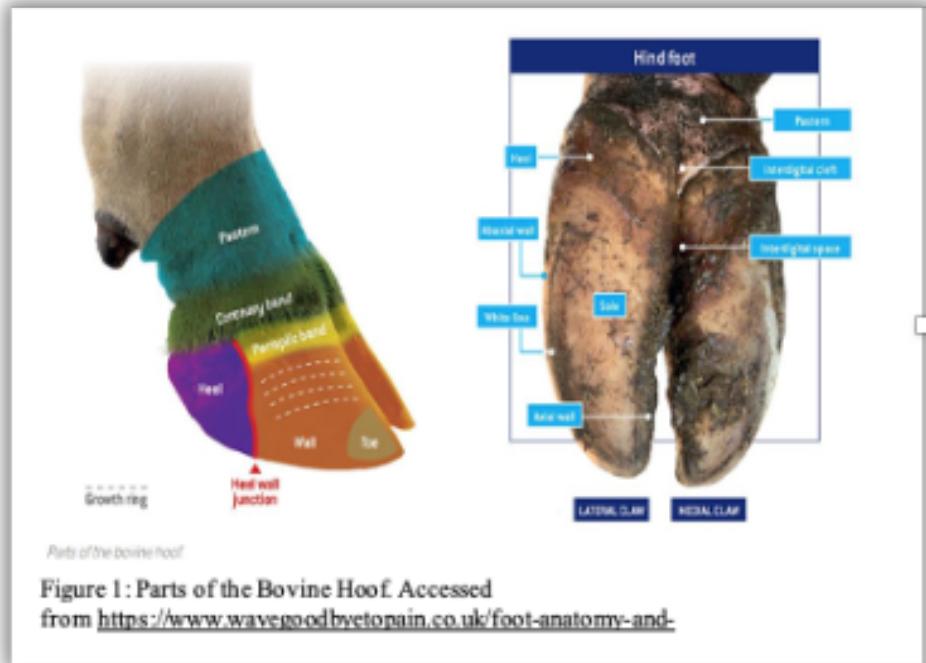 Hind foot
Pastern
Heel
Interdigital cleft
Pastern
Abaxial wall
Interdigital space
Coronary band
Sole
White line
Perioplic band
Heel
Axial wall
Wall
Toe
Growth ring
Heel wall
junction
LATERAL CLAW
MEDIAL CLAW
Parts of the bovine hoof.
Figure 1: Parts of the Bovine Hoof. Accessed
from https://www.wavegoodbyetopain.co.uk/foot-anatomy-and-